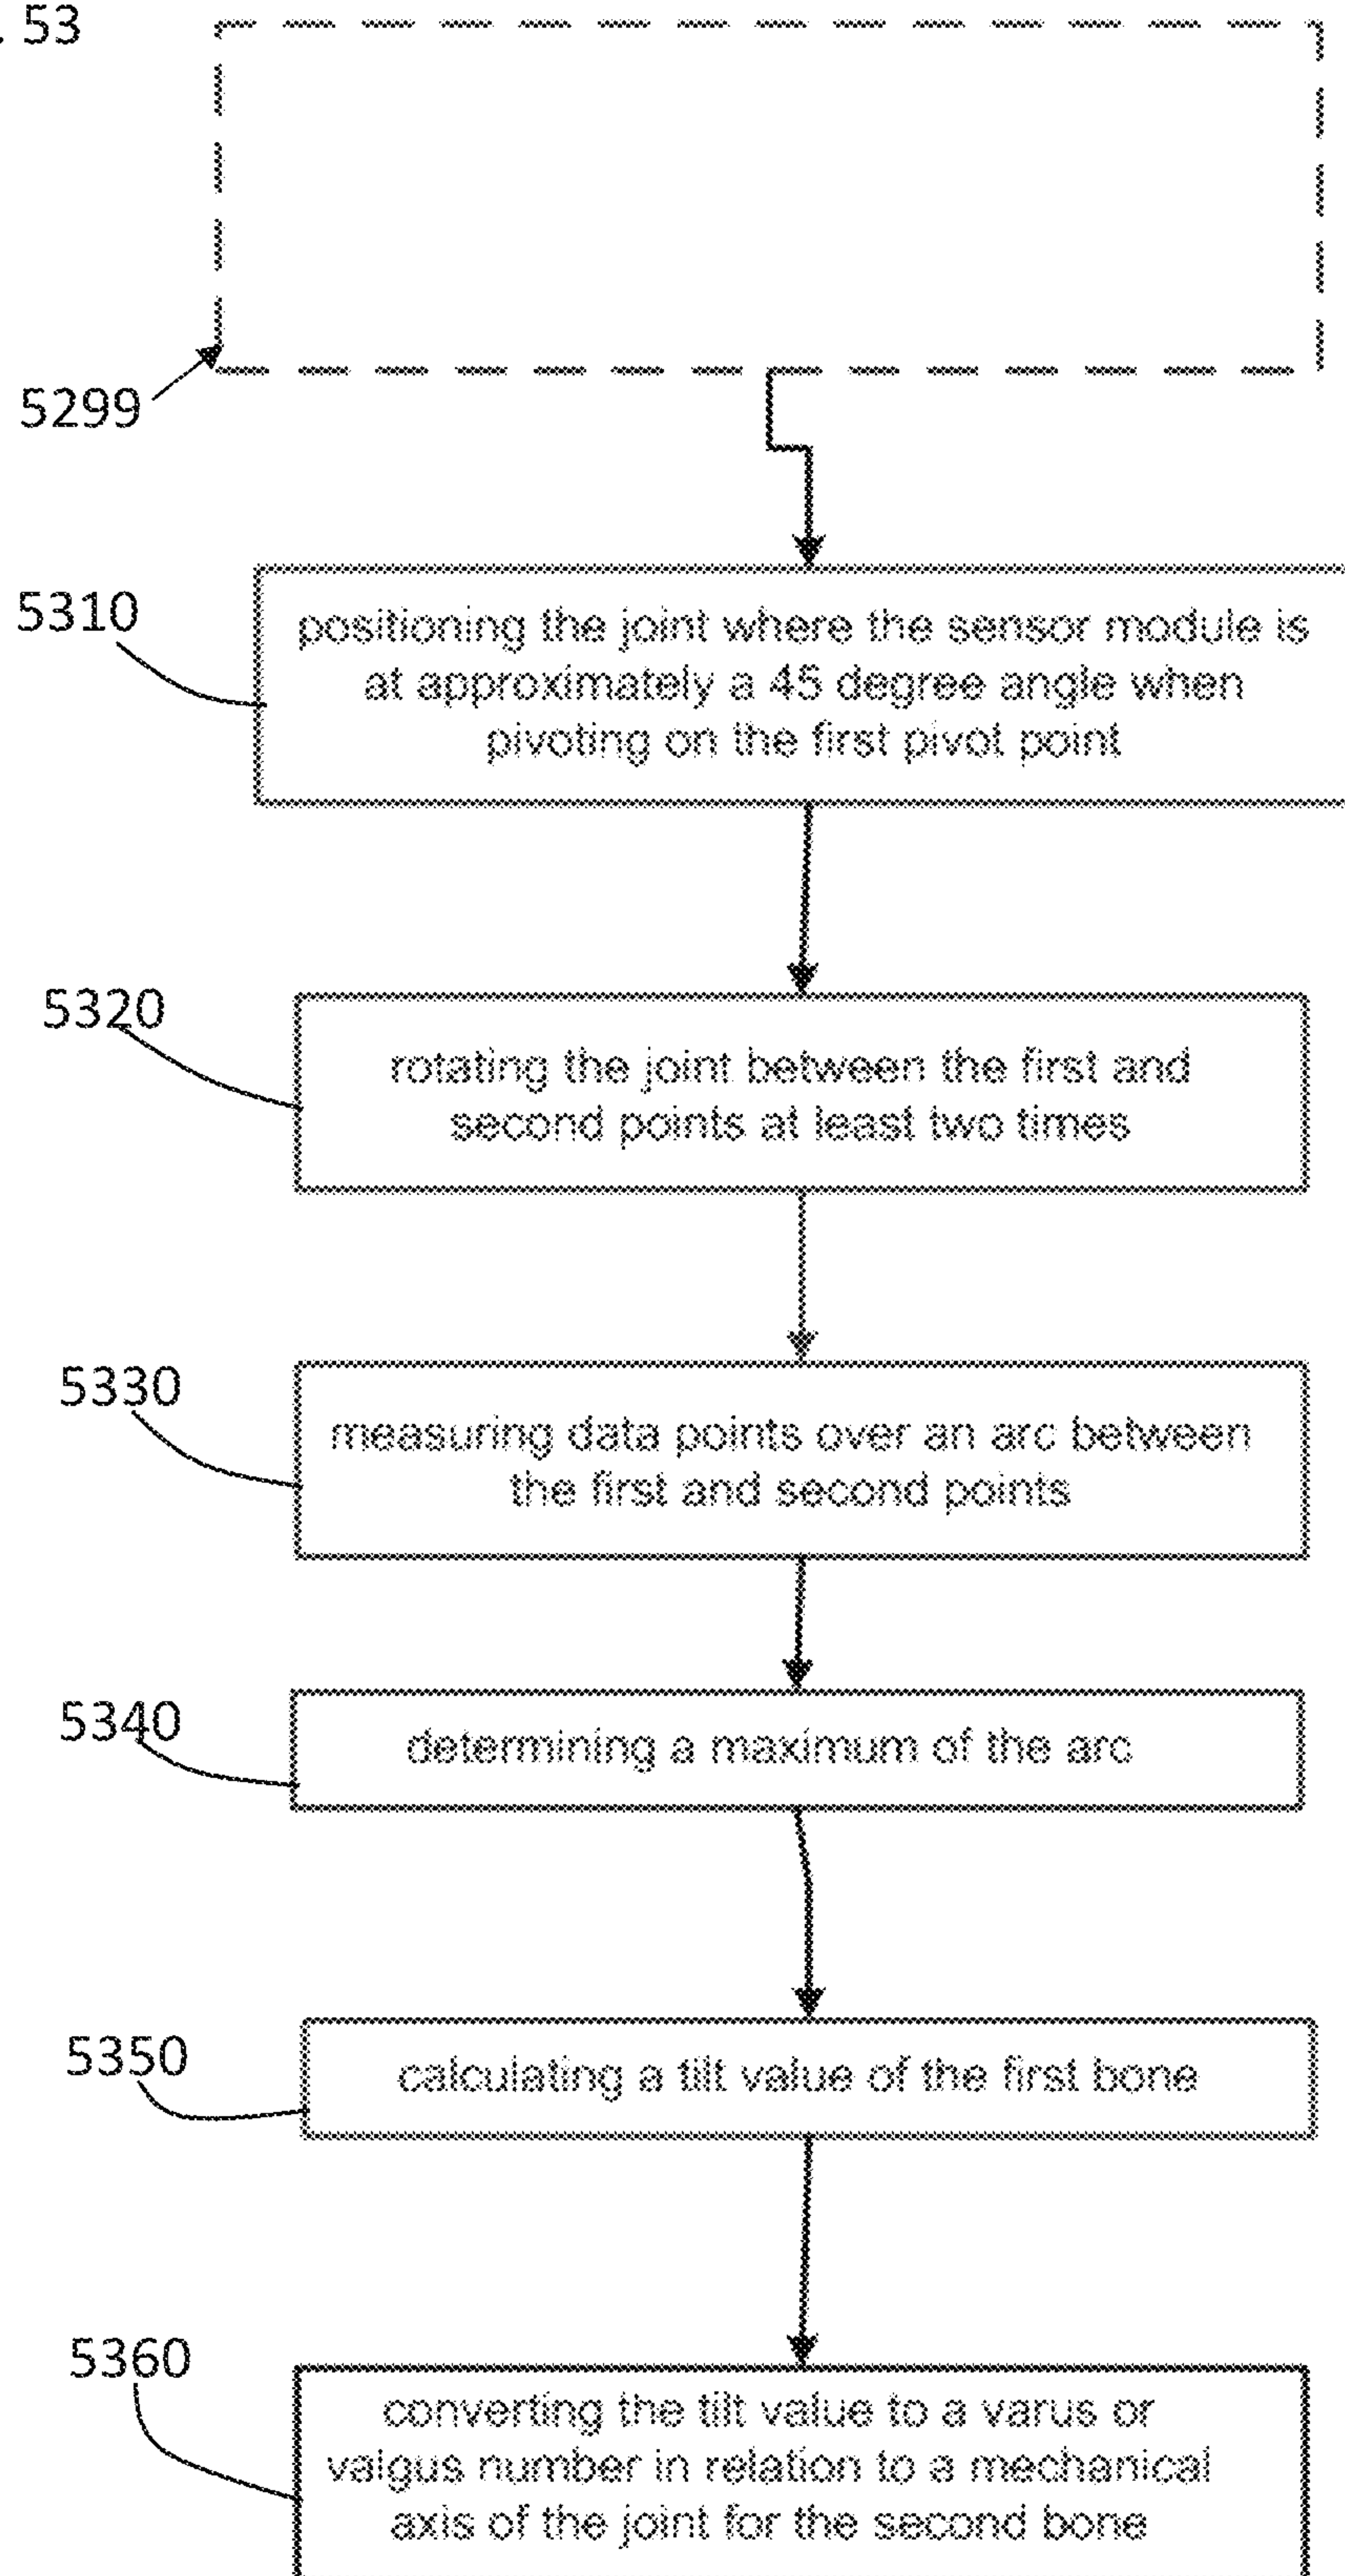 . 53
5299
5310
positioning the joint where the sensor module is
at approximately a 45 degree angle when
pivoting on the first pivot point
5320
rotating the joint between the first and
second points at least two times
5330
measuring data points over an arc between
the first and second points
5340
determining a maximum of the arc
5350
calculating a tilt value of the first bone
5360
converting the tilt value to a varus or
valgus number in relation to a mechanical
axis of the joint for the second bone